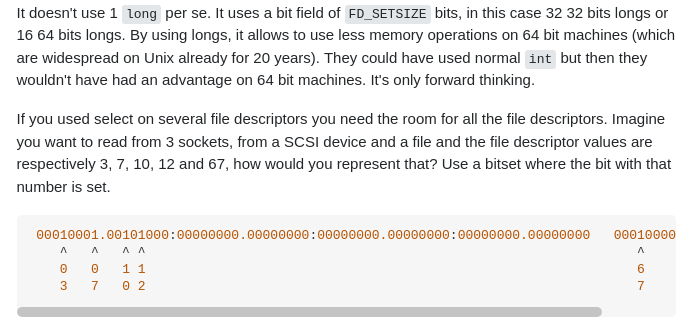 It doesn't use 1 long per se. It uses a bit field of FD_SETSIZE bits, in this case 32 32 bits longs or
16 64 bits longs. By using longs, it allows to use less memory operations on 64 bit machines (which
are widespread on Unix already for 20 years). They could have used normal int but then they
wouldn't have had an advantage on 64 bit machines. It's only forward thinking.
If you used select on several file descriptors you need the room for all the file descriptors. Imagine
you want to read from 3 sockets, from a SCSI device and a file and the file descriptor values are
respectively 3, 7, 10, 12 and 67, how would you represent that? Use a bitset where the bit with that
number is set.
00010001.00101000:00000000.00000000:00000000.00000000:00000000.00000000   00010000
   ^   ^   ^ ^                                                               ^
   0   0   1 1                                                               6
   3   7   0 2                                                               7